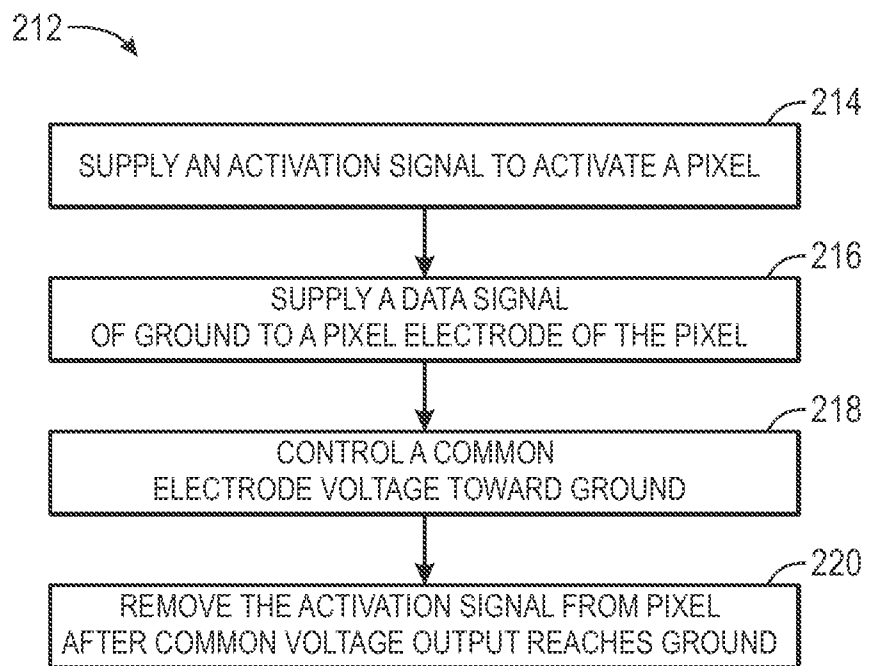 212
214
SUPPLY AN ACTIVATION SIGNAL TO ACTIVATE A PIXEL
216
SUPPLY A DATA SIGNAL
OF GROUND TO A PIXEL ELECTRODE OF THE PIXEL
218
CONTROL A COMMON
ELECTRODE VOLTAGE TOWARD GROUND
220
REMOVE THE ACTIVATION SIGNAL FROM PIXEL
AFTER COMMON VOLTAGE OUTPUT REACHES GROUND